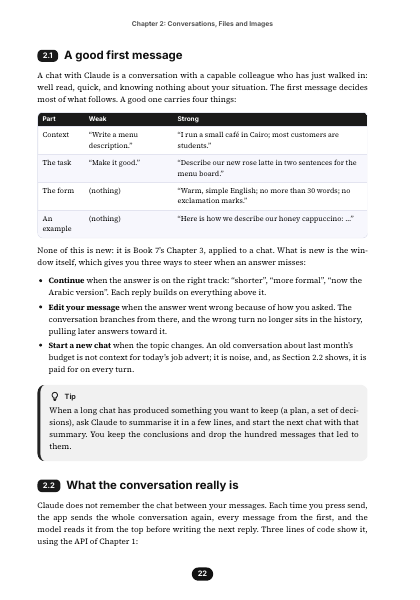 Chapter 2: Conversations, Files and Images
2.1 A good first message
A chat with Claude is a conversation with a capable colleague who has just walked in:
well read, quick, and knowing nothing about your situation. The first message decides
most of what follows. A good one carries four things:
Part Weak Strong
Context “Write a menu description.” “I run a small café in Cairo; most customers are students.”
The task “Make it good.” “Describe our new rose latte in two sentences for the menu board.”
The form (nothing) “Warm, simple English; no more than 30 words; no exclamation marks.”
An example (nothing) “Here is how we describe our honey cappuccino: …”
None of this is new: it is Book 7’s Chapter 3, applied to a chat. What is new is the win-
dow itself, which gives you three ways to steer when an answer misses:
• Continue when the answer is on the right track: “shorter”, “more formal”, “now the
Arabic version”. Each reply builds on everything above it.
• Edit your message when the answer went wrong because of how you asked. The
conversation branches from there, and the wrong turn no longer sits in the history,
pulling later answers toward it.
• Start a new chat when the topic changes. An old conversation about last month’s
budget is not context for today’s job advert; it is noise, and, as Section 2.2 shows, it is
paid for on every turn.
Tip
When a long chat has produced something you want to keep (a plan, a set of deci-
sions), ask Claude to summarise it in a few lines, and start the next chat with that
summary. You keep the conclusions and drop the hundred messages that led to
them.
2.2 What the conversation really is
Claude does not remember the chat between your messages. Each time you press send,
the app sends the whole conversation again, every message from the first, and the
model reads it from the top before writing the next reply. Three lines of code show it,
using the API of Chapter 1:
22